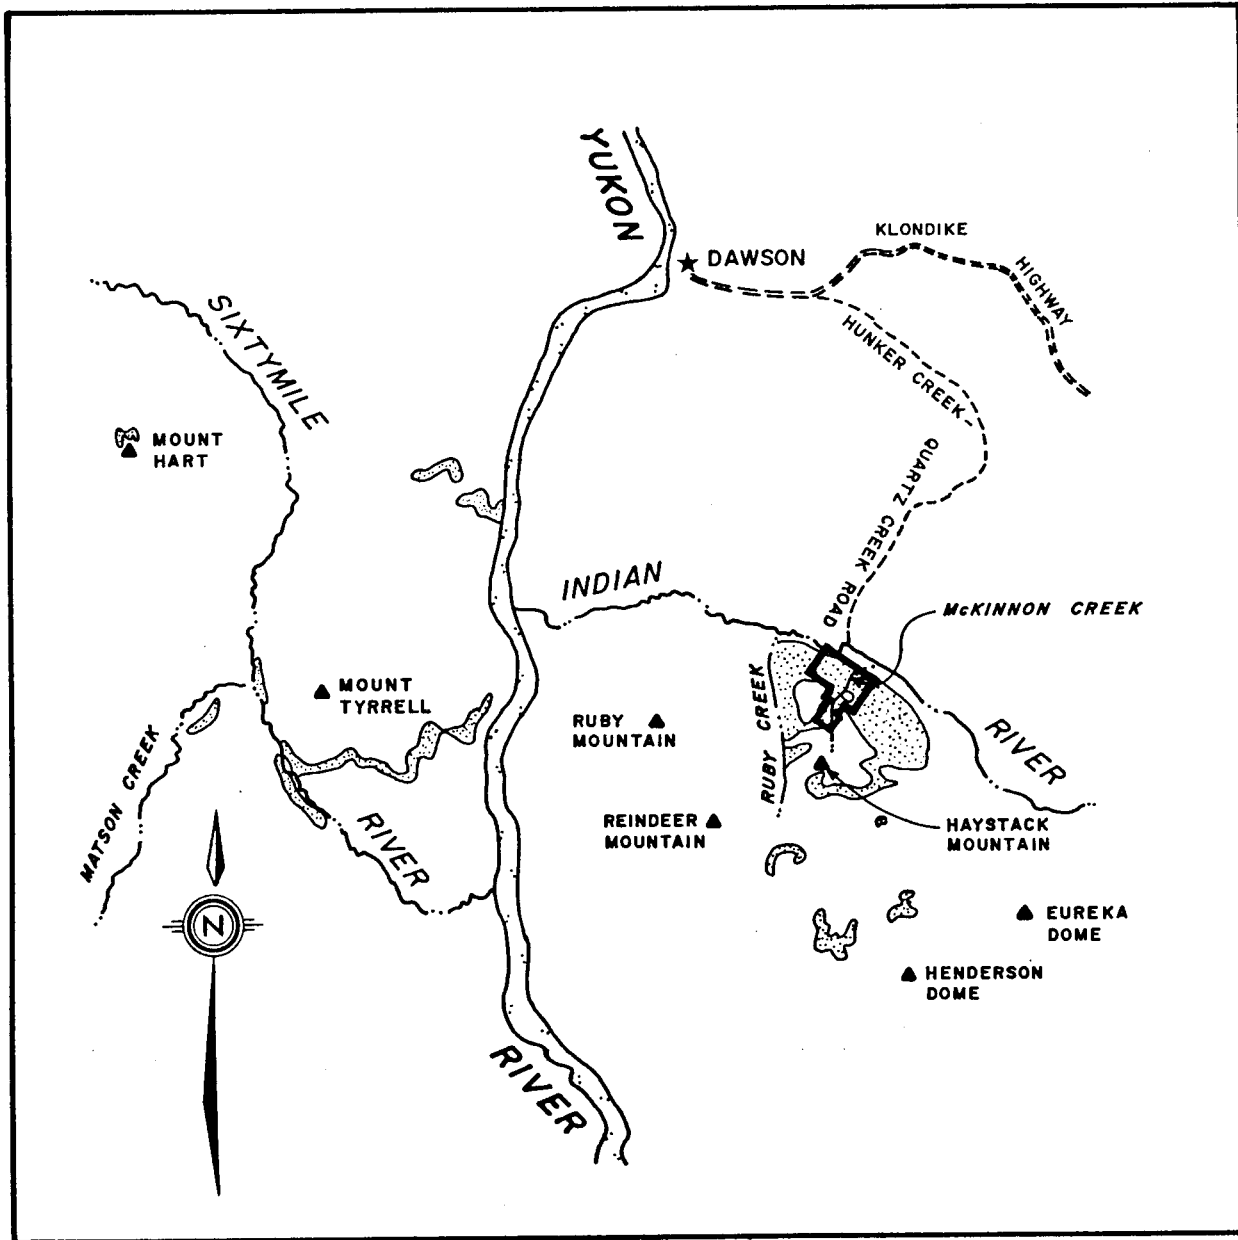 YUKON
DAWSON
KLONDIKE
HIGHWAY
SIXTYMILE
HUNKER CREEK-
MOUNT
HART
QUARTZ CREEK ROAD
INDIAN
McKINNON CREEK
MOUNT
TYRRELL
RUBY
MOUNTAIN
RUBY CREEK
RIVER
MATSON CREEK
RIVER
REINDEER
MOUNTAIN
HAYSTACK
MOUNTAIN
N
EUREKA
DOME
HENDERSON
DOME
RIVER